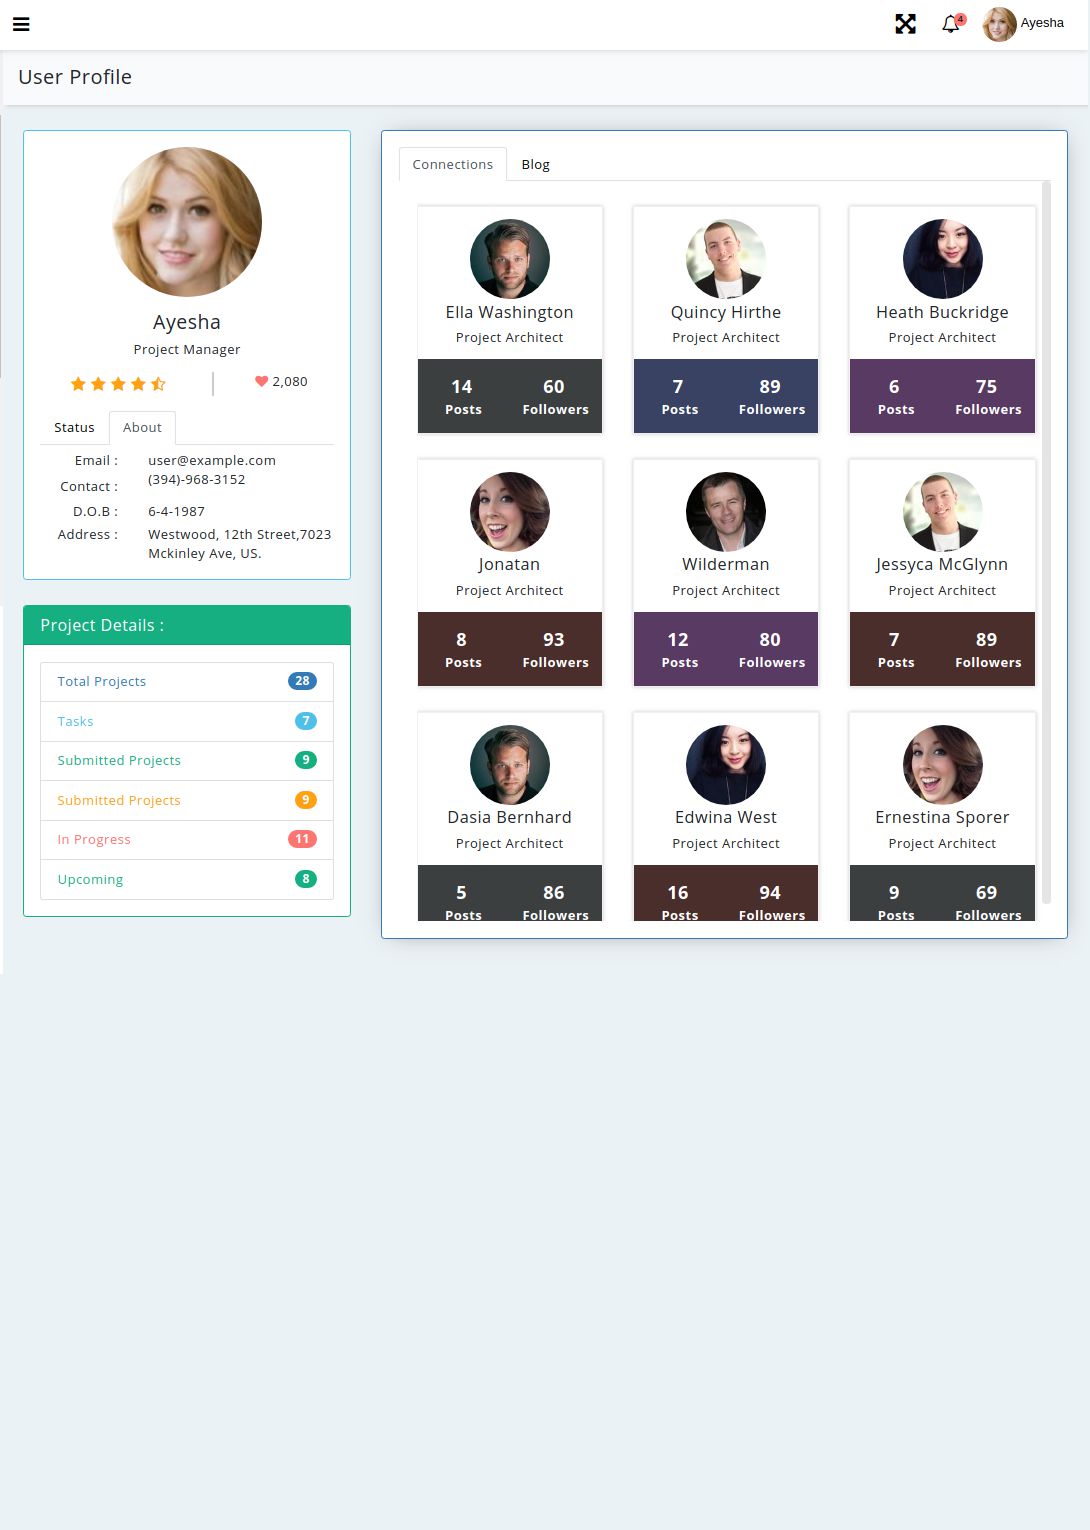 4
Ayesha
User Profile
Ayesha
Project Manager
2,080
Status About
Email : user@example.com
Contact : (394)-968-3152
D.O.B : 6-4-1987
Address : Westwood, 12th Street,7023
Mckinley Ave, US.
Project Details :
Total Projects 28
Tasks 7
Submitted Projects 9
Submitted Projects 9
In Progress 11
Upcoming 8
Connections Blog
Ella Washington
Project Architect
14 60
Posts Followers
Quincy Hirthe
Project Architect
7 89
Posts Followers
Heath Buckridge
Project Architect
6 75
Posts Followers
Jonatan
Project Architect
8 93
Posts Followers
Wilderman
Project Architect
12 80
Posts Followers
Jessyca McGlynn
Project Architect
7 89
Posts Followers
Dasia Bernhard
Project Architect
5 86
Posts Followers
Edwina West
Project Architect
16 94
Posts Followers
Ernestina Sporer
Project Architect
9 69
Posts Followers